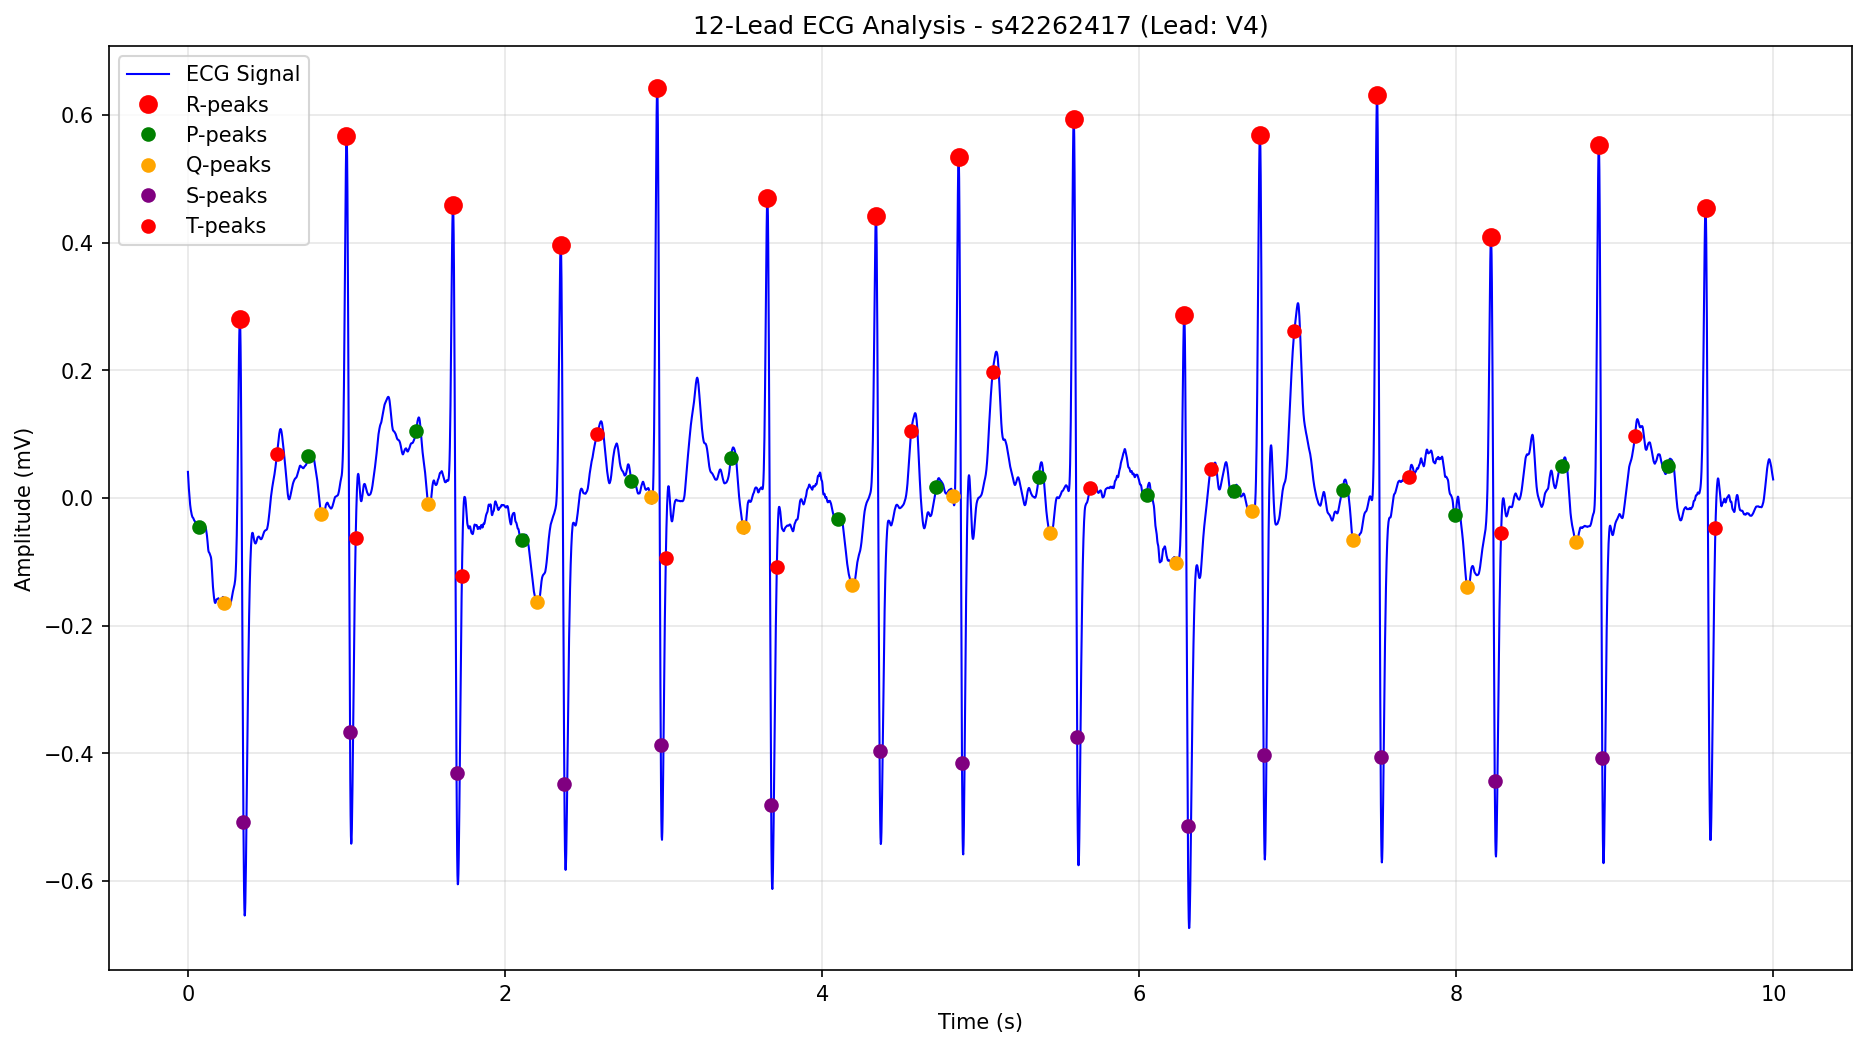 12-Lead ECG Analysis - s42262417 (Lead: V4)
ECG Signal
R-peaks
P-peaks
Q-peaks
S-peaks
T-peaks
Amplitude (mV)
0.6
0.4
0.2
0.0
−0.2
−0.4
−0.6
0 2 4 6 8 10
Time (s)